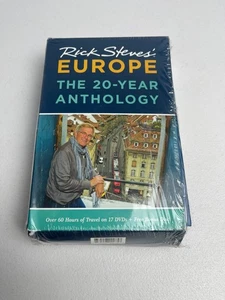 Rick Steves'
EUROPE
THE 20-YEAR
ANTHOLOGY
Over 60 Hours of Travel on 17 DVDs